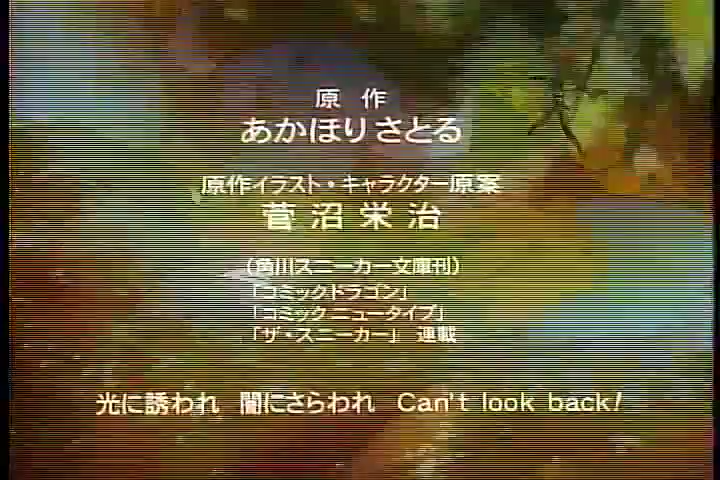 原 作
あかほりさとる
原作イラスト・キャラクター原案
菅沼栄治
(角川スニーカー文庫刊)
「コミックドラゴン」
「コミックニュータイプ」
「ザ・スニーカー」 連載
光に誘われ 闇にさらわれ Can't look back!